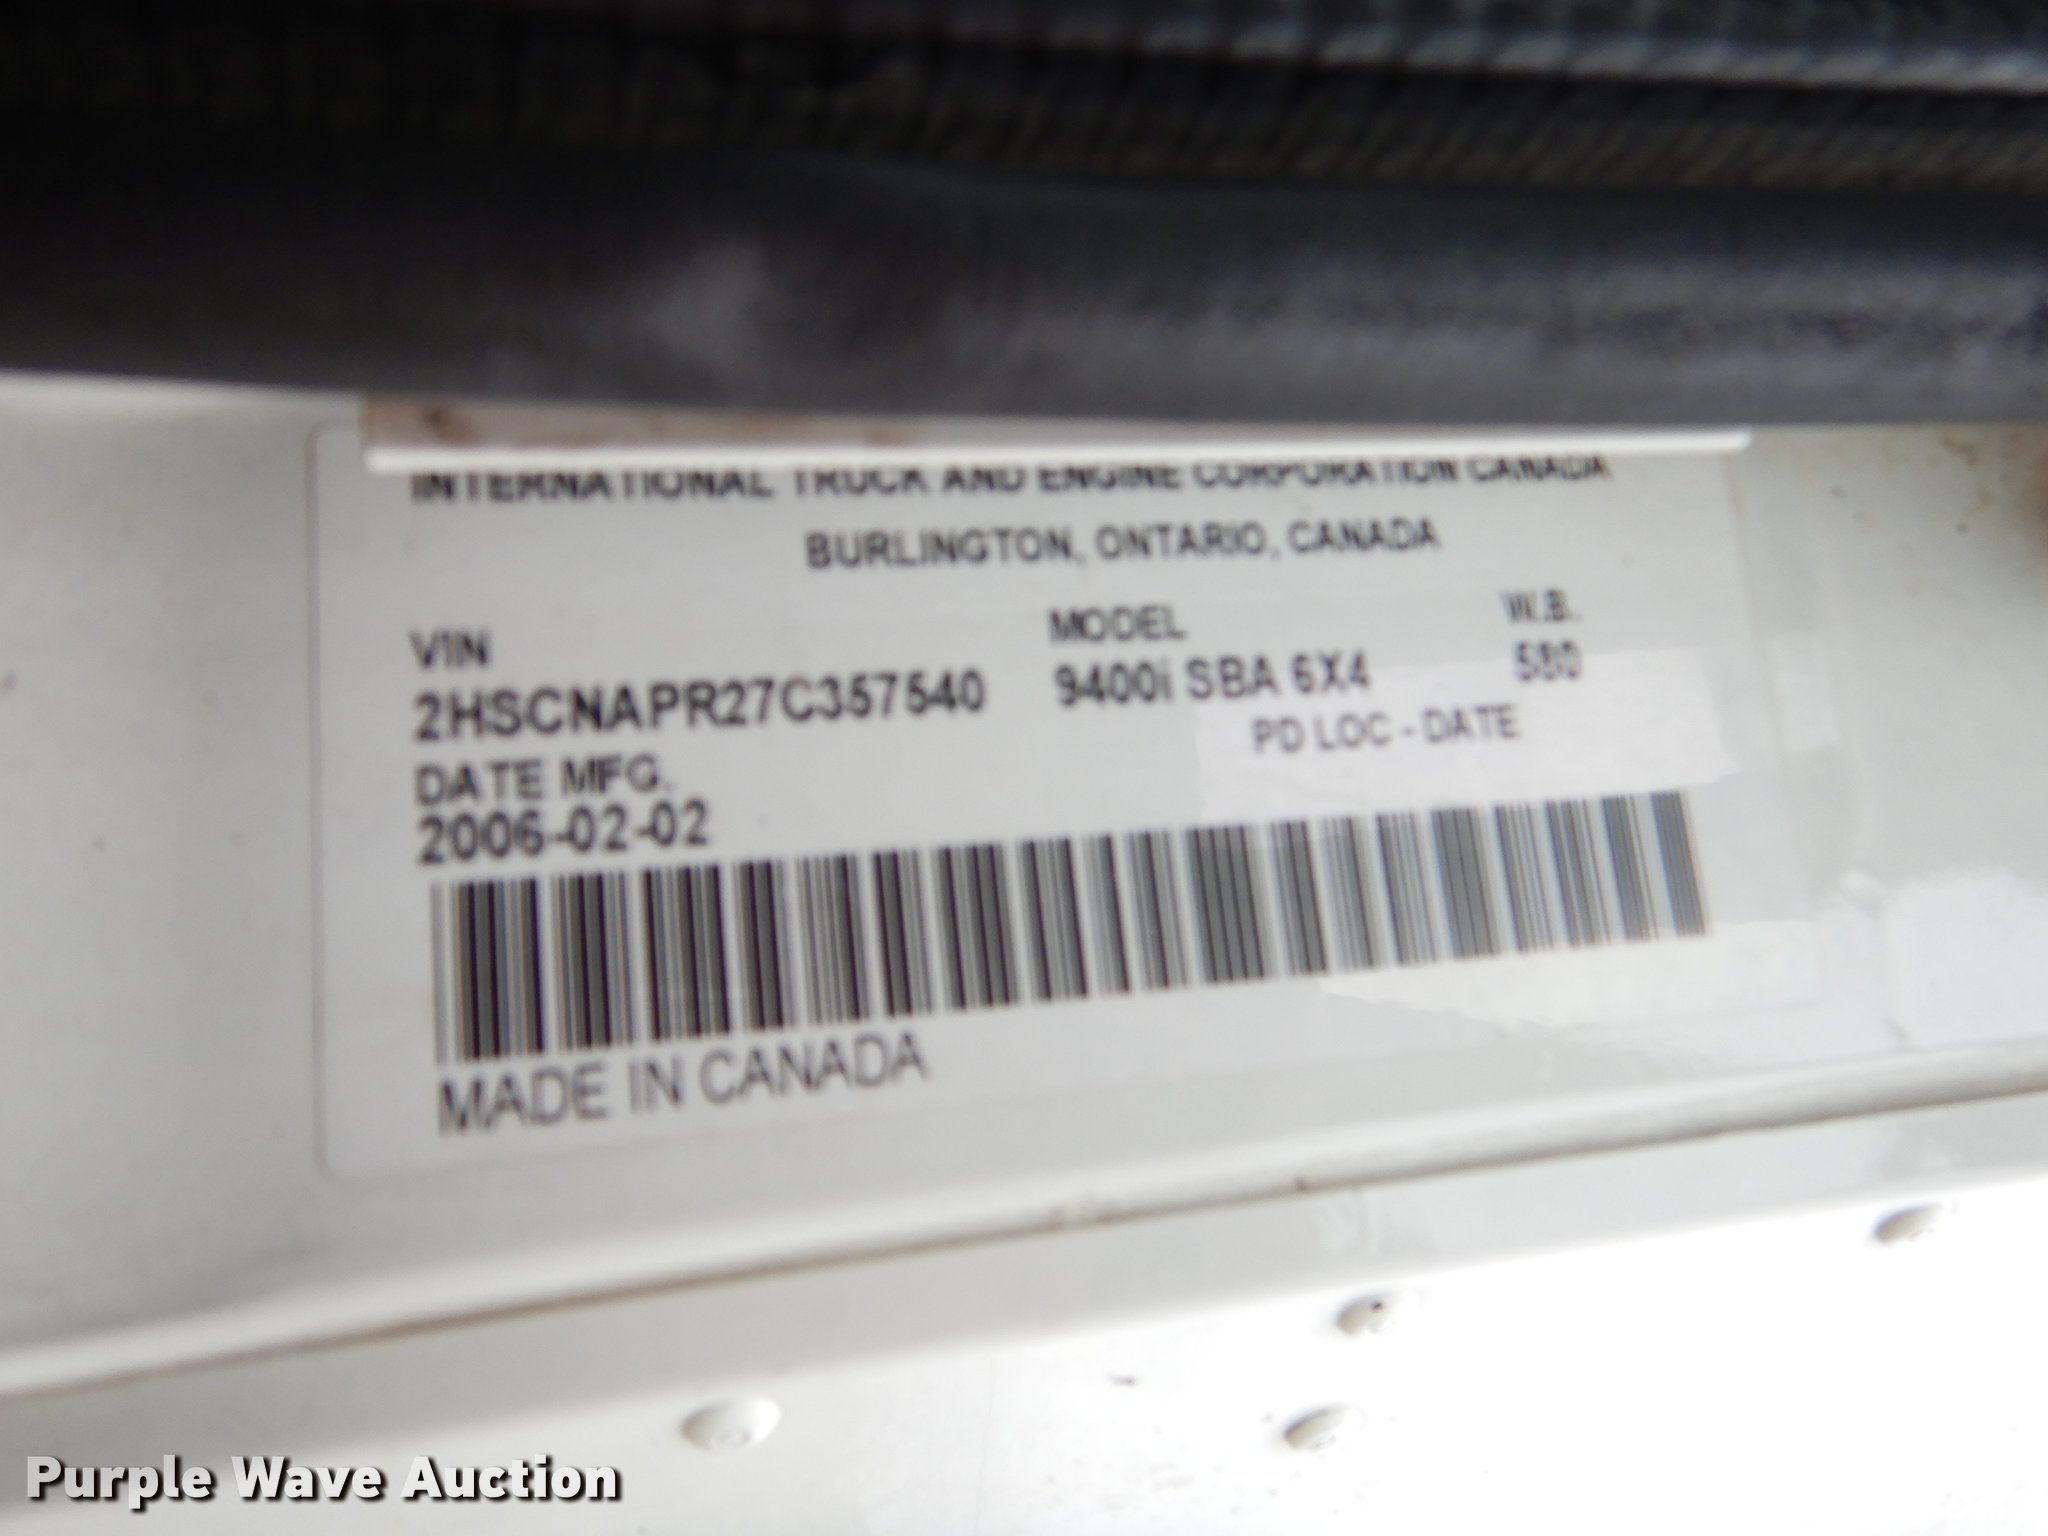 INTERNATIONAL TRUCK AND ENGINE CORPORATION CANADA
BURLINGTON, ONTARIO, CANADA
VIN MODEL W.B.
2HSCNAPR27C357540 9400i SBA 6X4 580
DATE MFG. PD LOC - DATE
2006-02-02
MADE IN CANADA
Purple Wave Auction